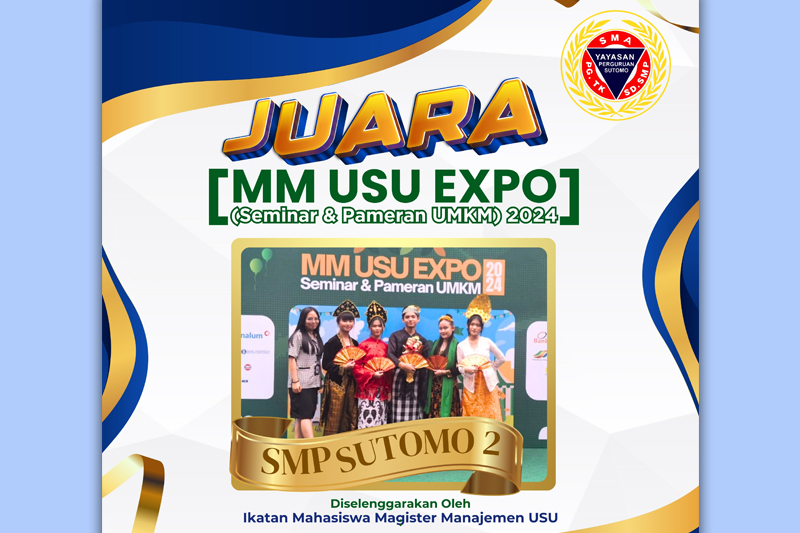 SMA
YAYASAN
PERGURUAN
SUTOMO
PG.TK
SD.SMP
JUARA
[MM USU EXPO]
(Seminar & Pameran UMKM) 2024
MM USU EXPO 2024
Seminar & Pameran UMKM
SMP SUTOMO 2
Diselenggarakan Oleh
Ikatan Mahasiswa Magister Manajemen USU